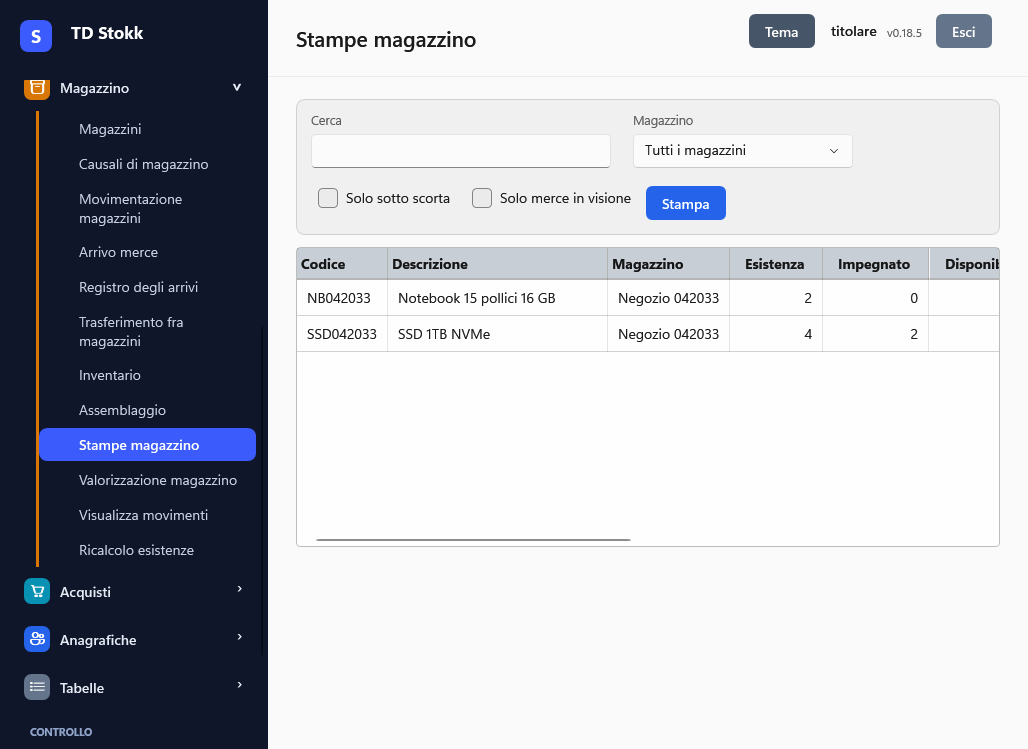 S TD Stokk
Magazzino
Magazzini
Causali di magazzino
Movimentazione
magazzini
Arrivo merce
Registro degli arrivi
Trasferimento fra
magazzini
Inventario
Assemblaggio
Stampe magazzino
Valorizzazione magazzino
Visualizza movimenti
Ricalcolo esistenze
Acquisti
Anagrafiche
Tabelle
CONTROLLO
Stampe magazzino
Tema titolare v0.18.5 Esci
Cerca Magazzino
Tutti i magazzini
Solo sotto scorta Solo merce in visione Stampa
Codice Descrizione Magazzino Esistenza Impegnato Disponib
NB042033 Notebook 15 pollici 16 GB Negozio 042033 2 0
SSD042033 SSD 1TB NVMe Negozio 042033 4 2